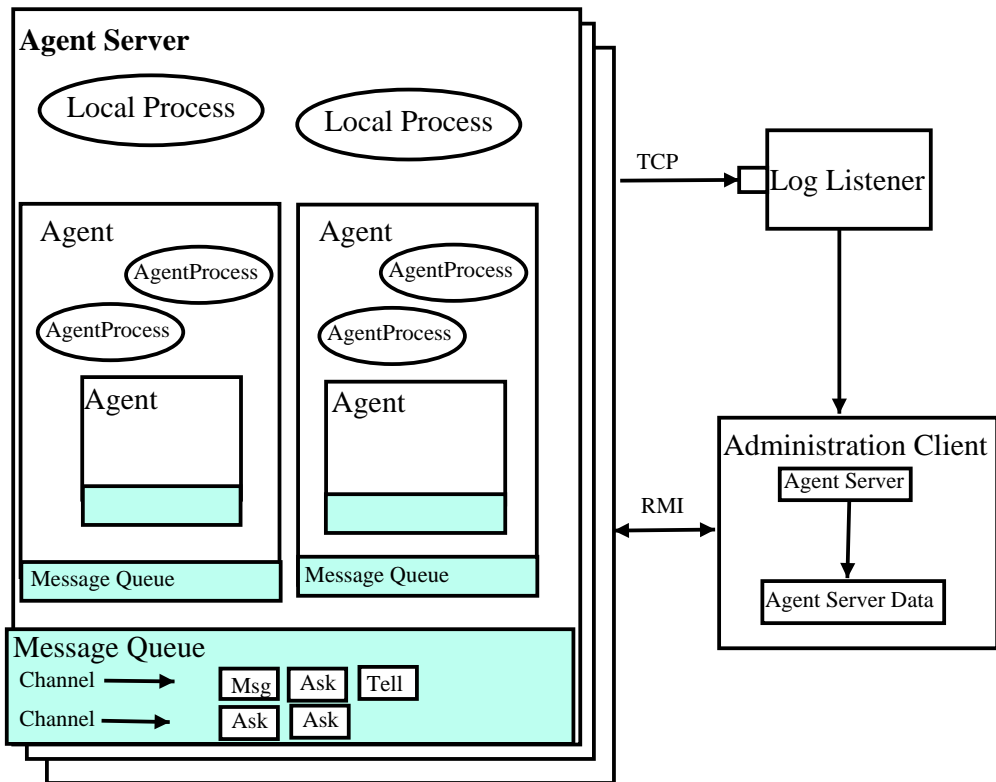 Agent Server
Local Process
Local Process
TCP
Log Listener
Agent
AgentProcess
AgentProcess
Agent
Message Queue
Agent
AgentProcess
AgentProcess
Agent
Message Queue
RMI
Administration Client
Agent Server
Agent Server Data
Message Queue
Channel
Msg
Ask
Tell
Channel
Ask
Ask